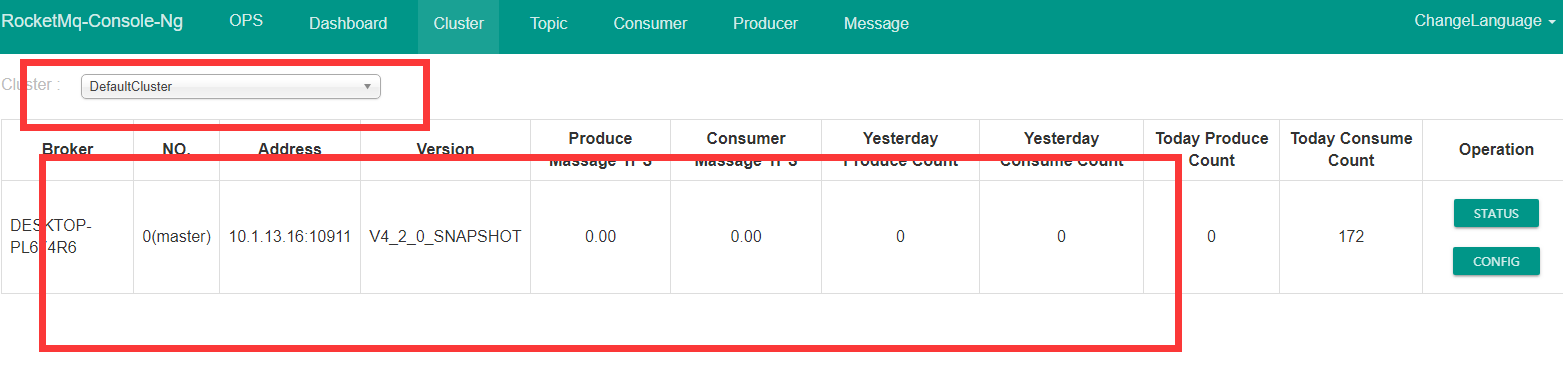 RocketMq-Console-Ng OPS Dashboard Cluster Topic Consumer Producer Message ChangeLanguage
Cluster : DefaultCluster
Broker NO. Address Version Produce Massage TPS Consumer Massage TPS Yesterday Produce Count Yesterday Consume Count Today Produce Count Today Consume Count Operation
DESKTOP-
PL6 4R6 0(master) 10.1.13.16:10911 V4_2_0_SNAPSHOT 0.00 0.00 0 0 0 172
STATUS
CONFIG